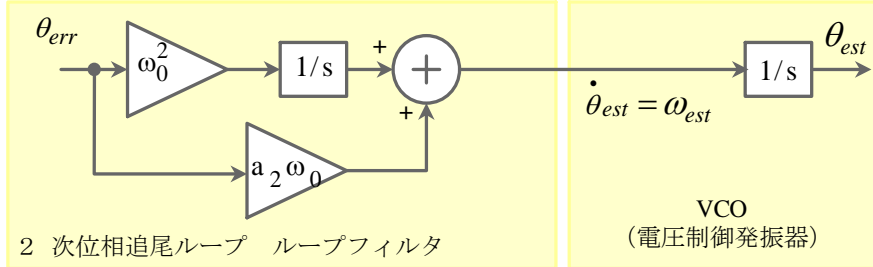 θerr
ω₀²
1/s
+
+
+
a₂ω₀
2 次位相追尾ループ ループフィルタ
θ̇est = ωest
1/s
θest
VCO
（電圧制御発振器）